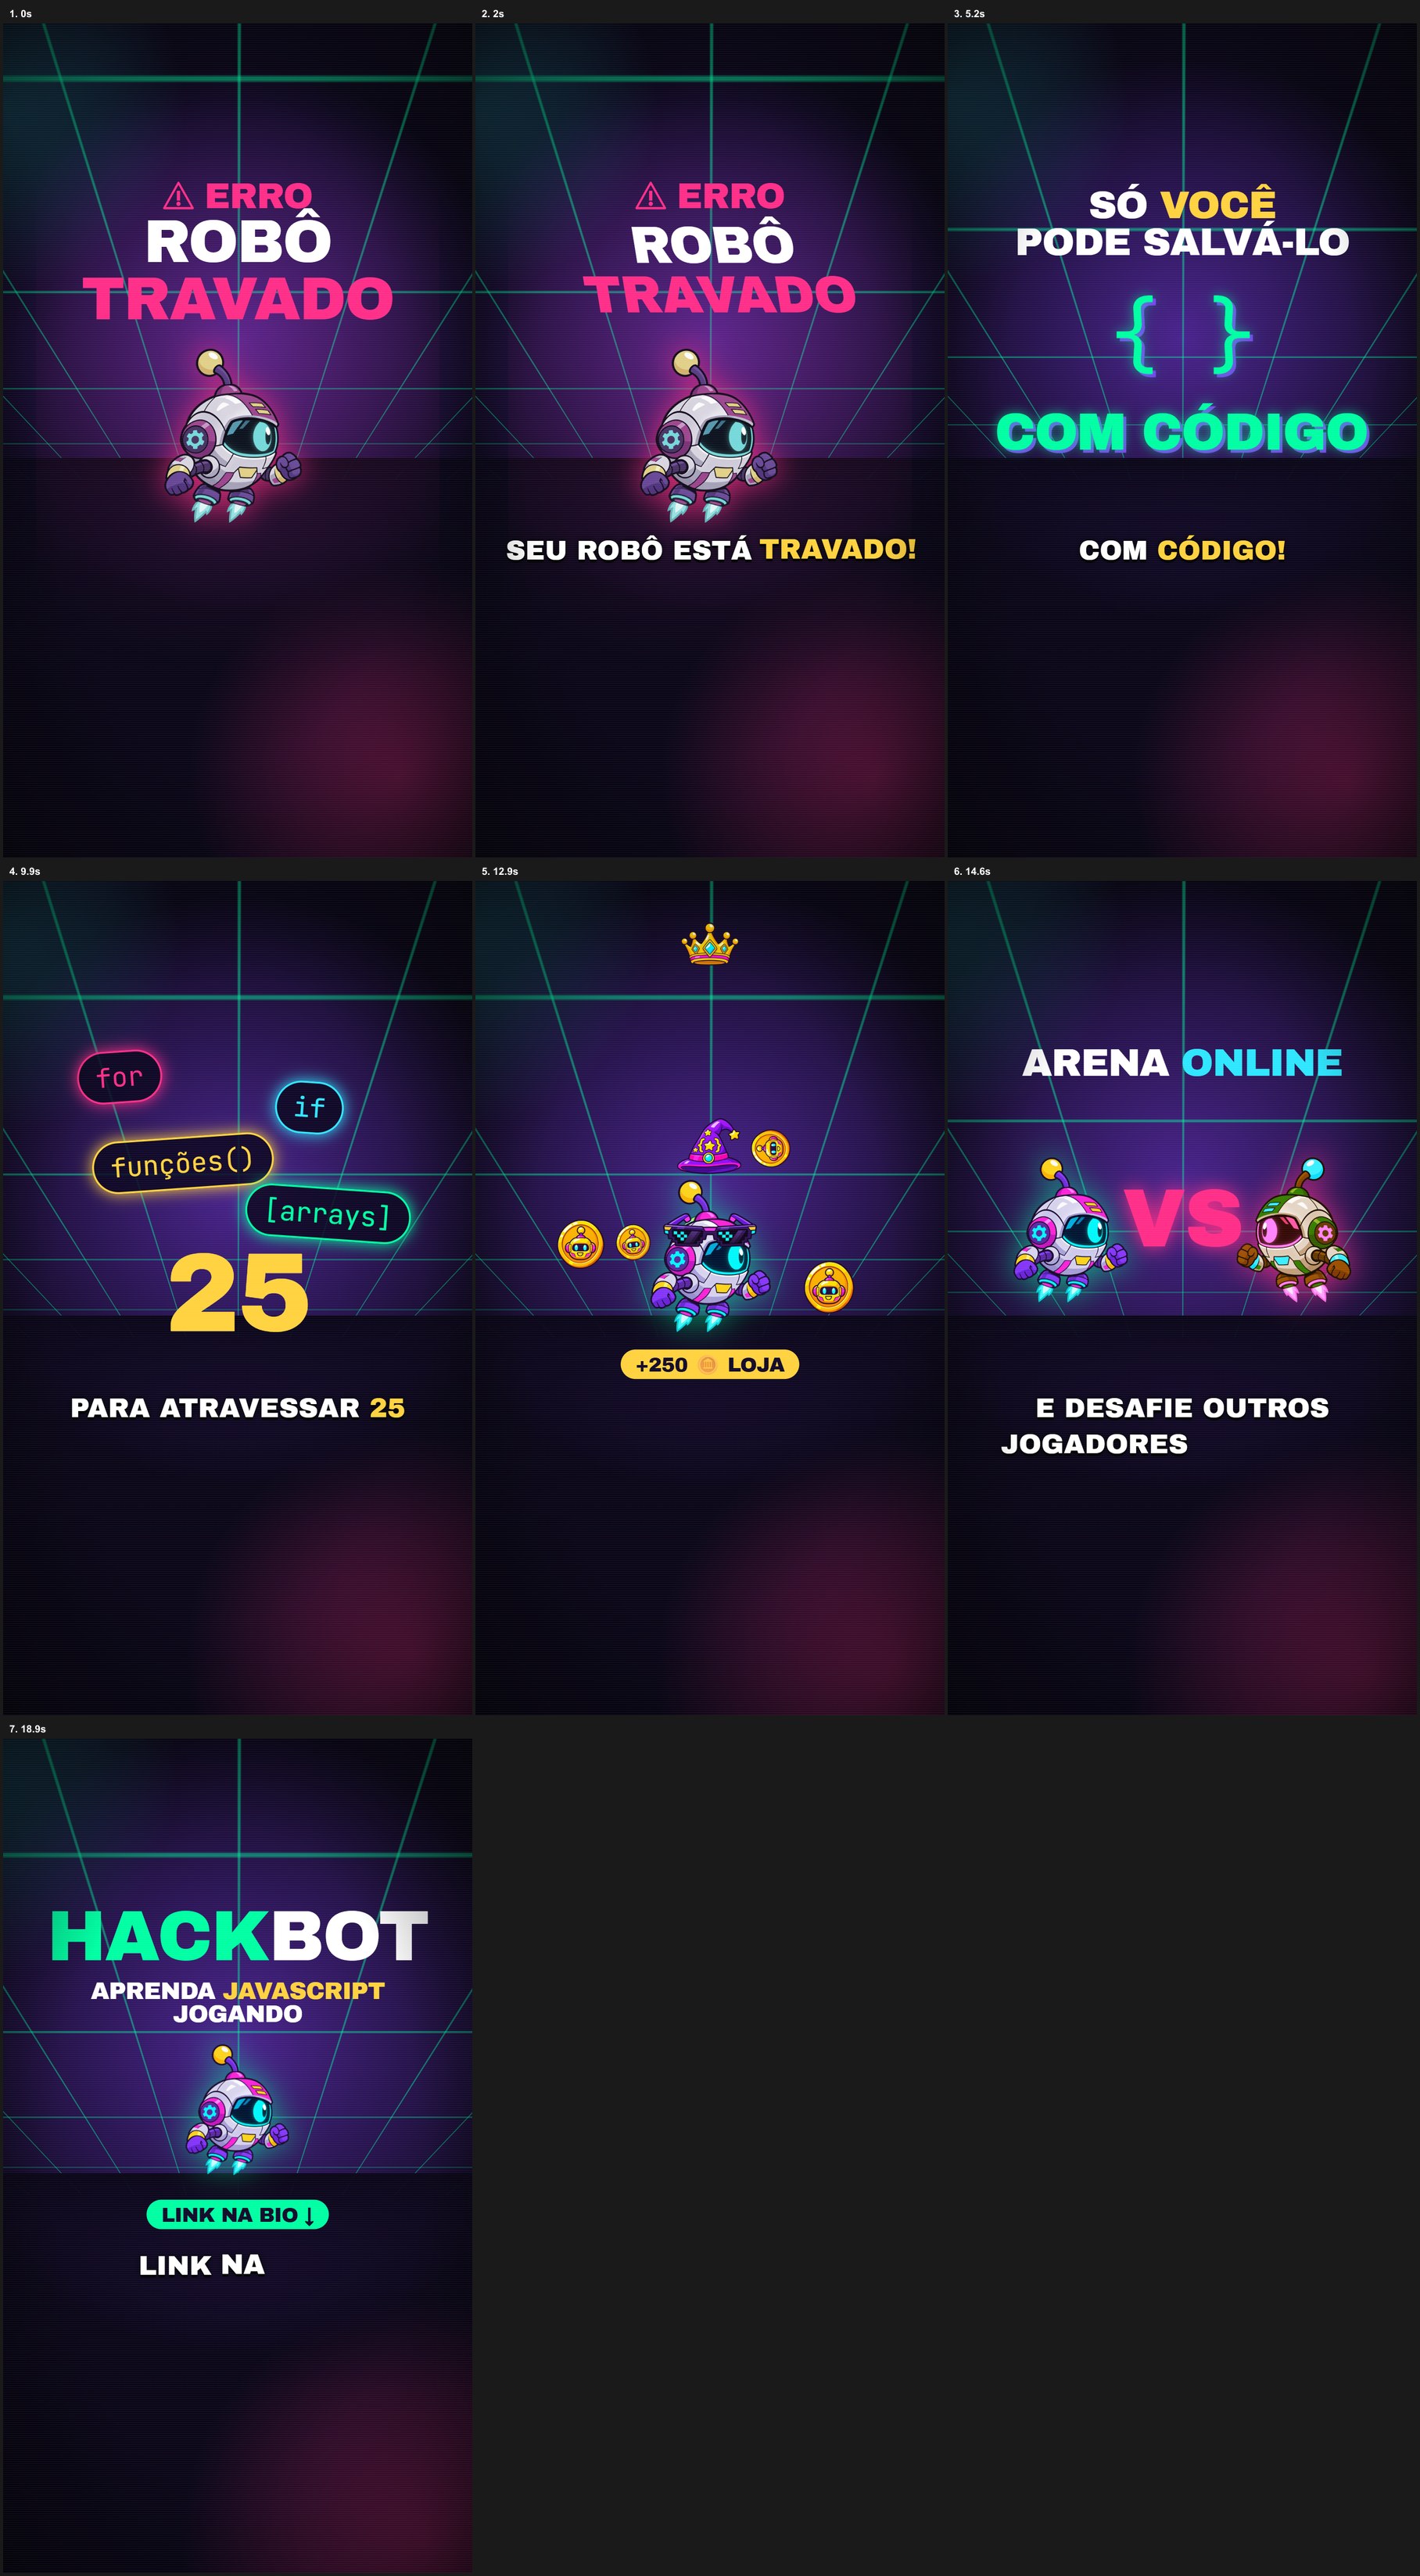 1. 0s
⚠ ERRO
ROBÔ
TRAVADO
2. 2s
⚠ ERRO
ROBÔ
TRAVADO
SEU ROBÔ ESTÁ TRAVADO!
3. 5.2s
SÓ VOCÊ
PODE SALVÁ-LO
{ }
COM CÓDIGO
COM CÓDIGO!
4. 9.9s
for
if
funções()
[arrays]
25
PARA ATRAVESSAR 25
5. 12.9s
+250 LOJA
6. 14.6s
ARENA ONLINE
VS
E DESAFIE OUTROS
JOGADORES
7. 18.9s
HACKBOT
APRENDA JAVASCRIPT
JOGANDO
LINK NA BIO ↓
LINK NA